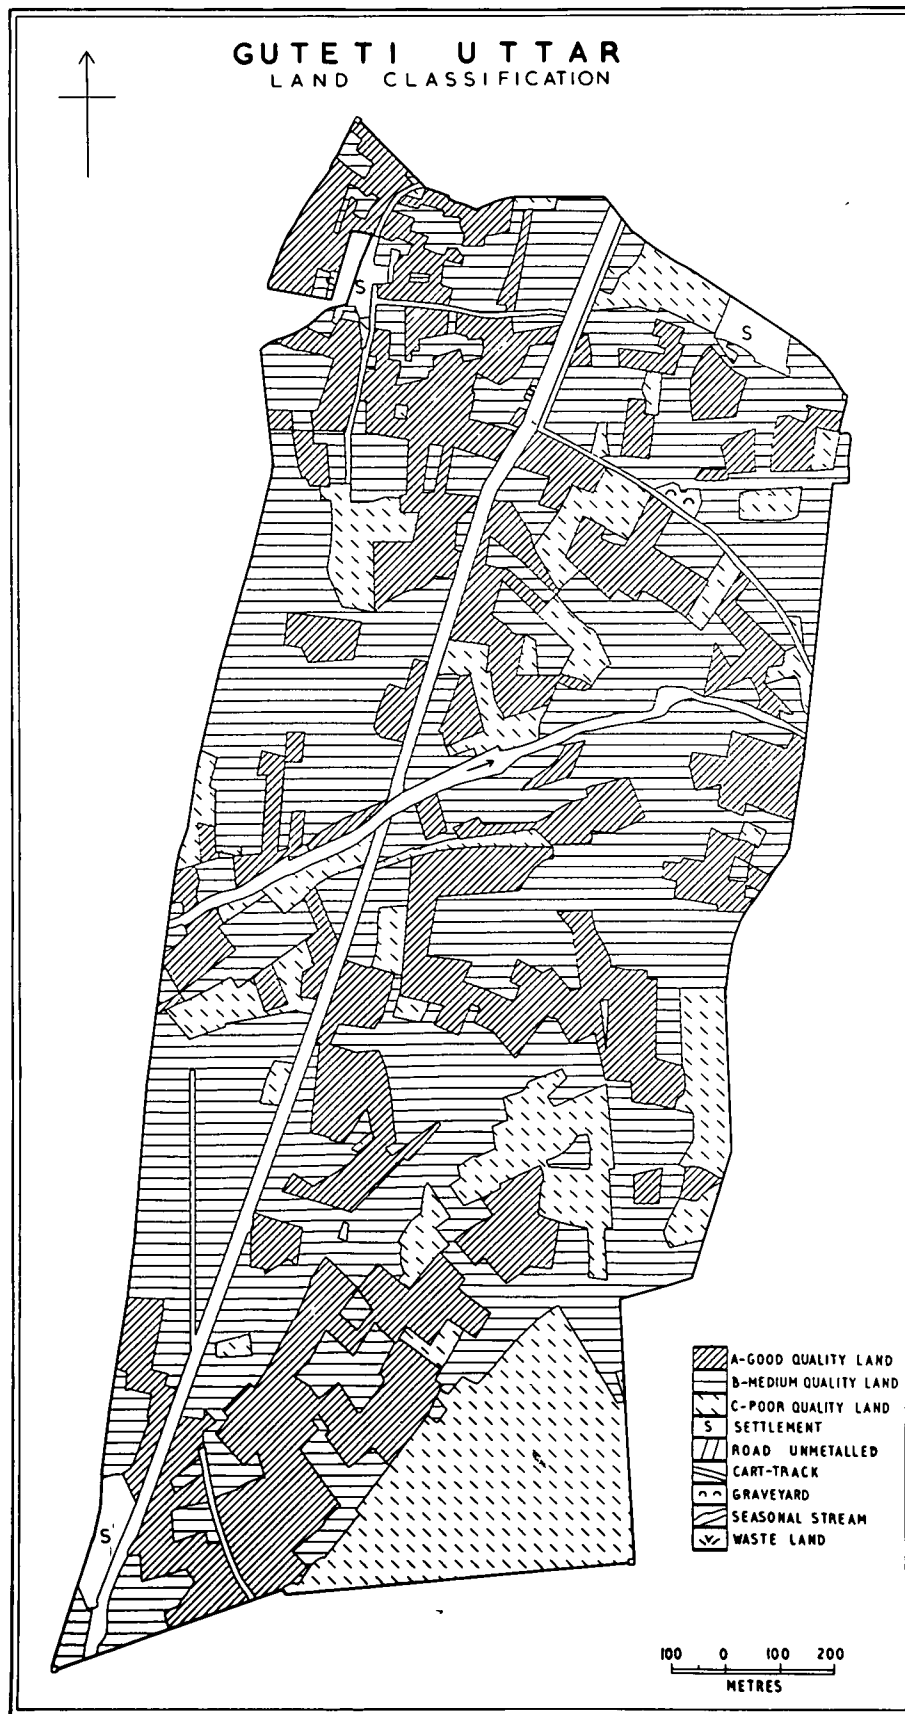 GUTETI UTTAR
LAND CLASSIFICATION
S
S
S
S
S
A-GOOD QUALITY LAND
B-MEDIUM QUALITY LAND
C-POOR QUALITY LAND
S SETTLEMENT
ROAD UNMETALLED
CART-TRACK
GRAVEYARD
SEASONAL STREAM
WASTE LAND
100 0 100 200
METRES